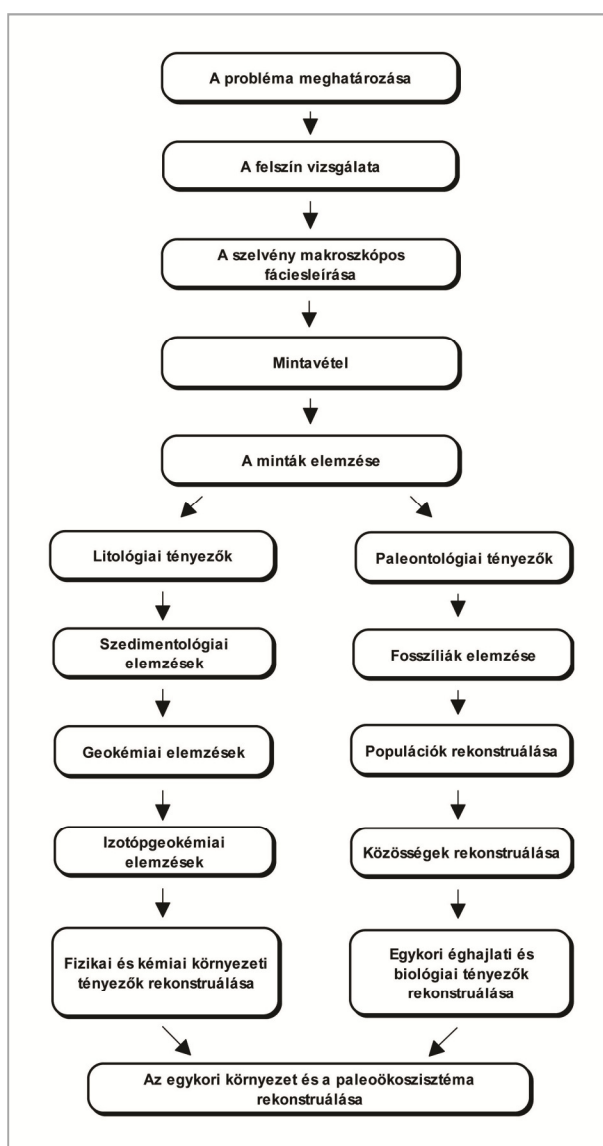 A probléma meghatározása
A felszín vizsgálata
A szelvény makroszkópos
fáciesleírása
Mintavétel
A minták elemzése
Litológiai tényezők
Szedimentológiai
elemzések
Geokémiai elemzések
Izotópgeokémiai
elemzések
Fizikai és kémiai környezeti
tényezők rekonstruálása
Paleontológiai tényezők
Fosszíliák elemzése
Populációk rekonstruálása
Közösségek rekonstruálása
Egykori éghajlati és
biológiai tényezők
rekonstruálása
Az egykori környezet és a paleoökoszisztéma
rekonstruálása